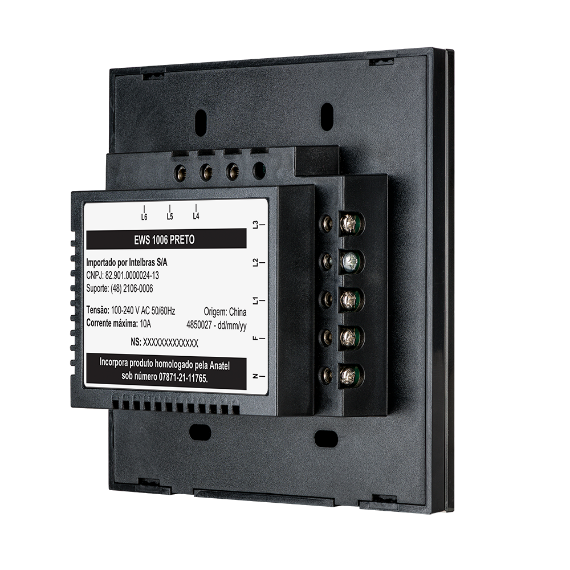 L6 L5 L4
EWS 1006 PRETO
Importado por Intelbras S/A
CNPJ: 82.901.0000024-13
Suporte: (48) 2106-0006
Tensão: 100-240 V AC 50/60Hz Origem: China
Corrente máxima: 10A 4850027 - dd/mm/yy
NS: XXXXXXXXXXXXX
Incorpora produto homologado pela Anatel
sob número 07871-21-11765.
L3
L2
L1
F
N